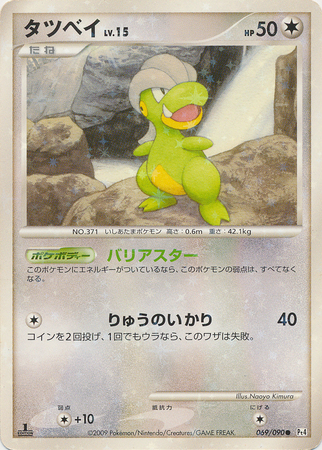 タツベイ LV.15 HP 50
たね
NO.371 いしあたまポケモン 高さ:0.6m 重さ:42.1kg
ポケボディー バリアスター
このポケモンにエネルギーがついているなら、このポケモンの弱点は、すべてなく
なる。
りゅうのいかり 40
コインを2回投げ、1回でもウラなら、このワザは失敗。
Illus.Naoyo Kimura
弱点 抵抗力 にげる
+10
1 EDITION ©2009 Pokémon/Nintendo/Creatures/GAME FREAK. 069/090 Pt4